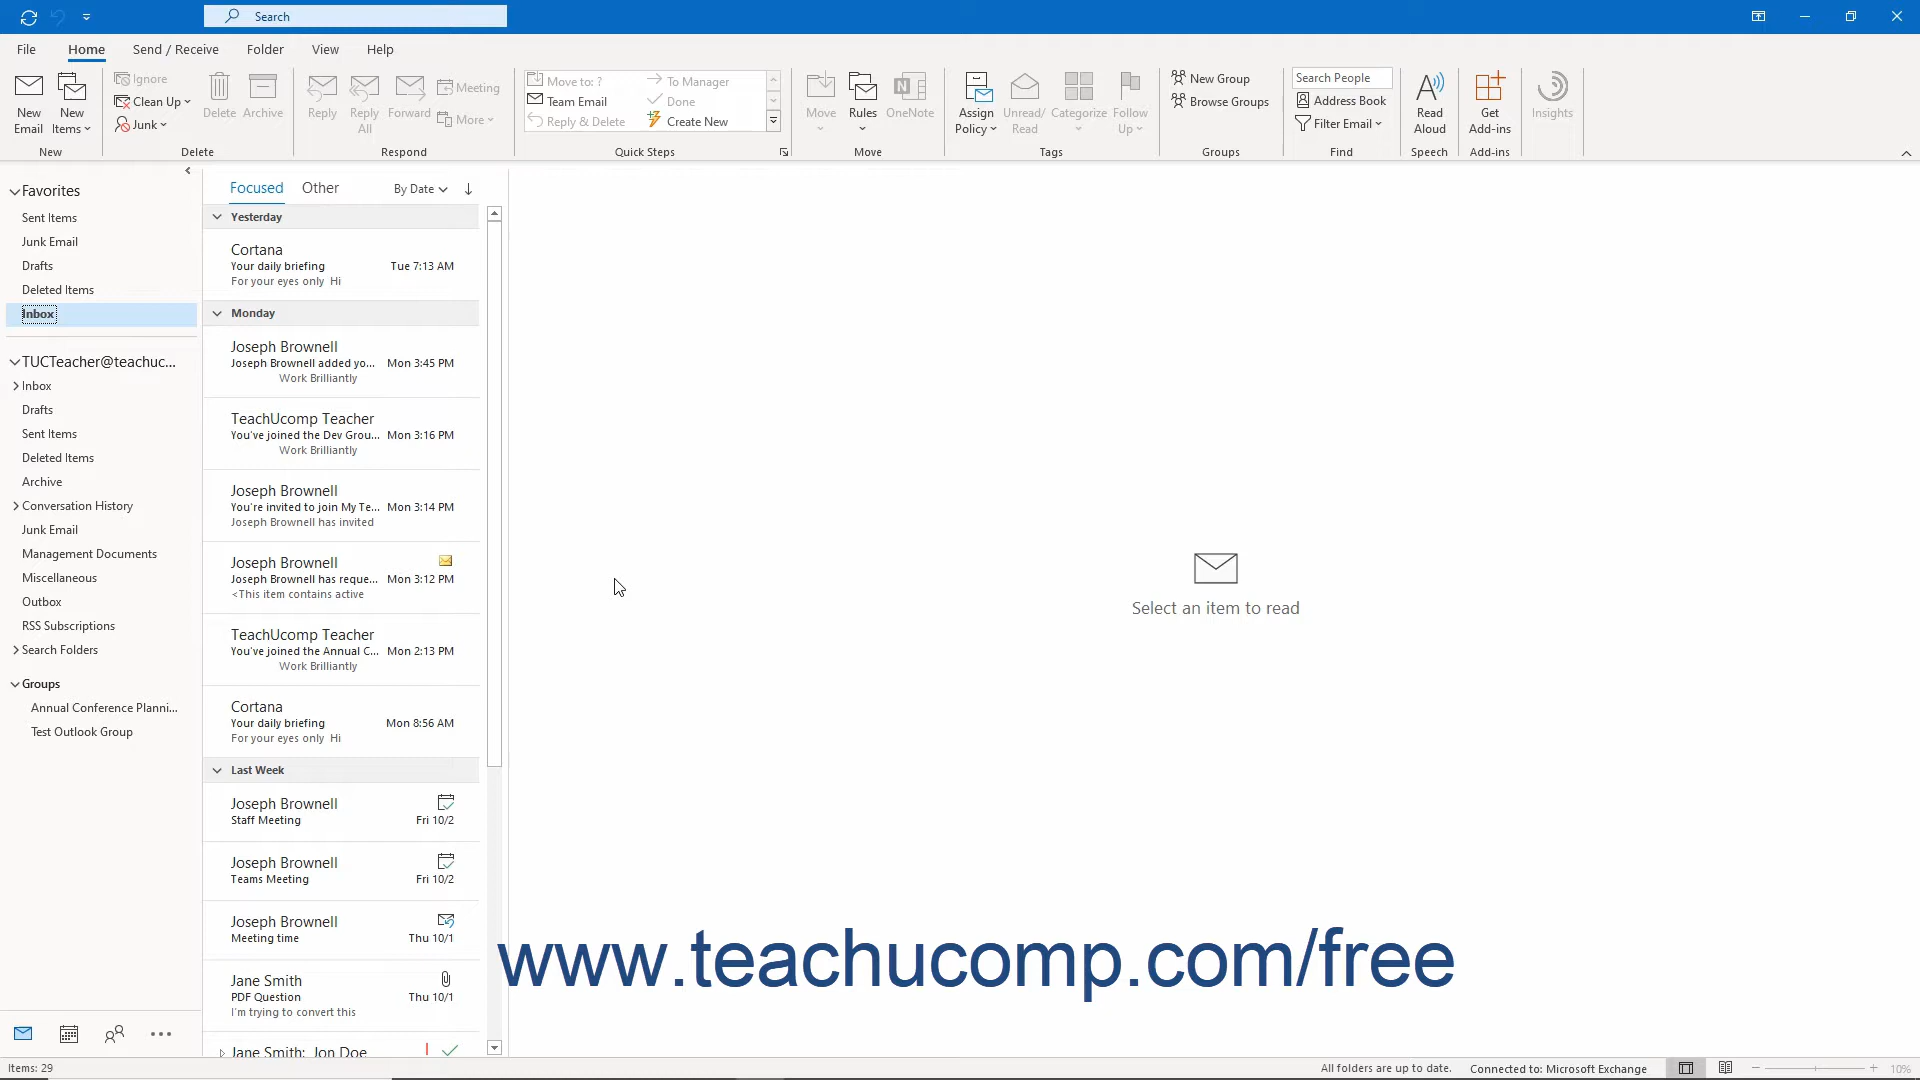 Search
File Home Send / Receive Folder View Help
New Email
New Items
New
Ignore
Clean Up
Junk
Delete
Archive
Delete
Reply
Reply All
Forward
Meeting
More
Respond
Move to: ?
Team Email
Reply & Delete
To Manager
Done
Create New
Quick Steps
Move
Rules
OneNote
Move
Assign Policy
Unread/ Read
Categorize
Follow Up
Tags
New Group
Browse Groups
Groups
Search People
Address Book
Filter Email
Find
Read Aloud
Speech
Get Add-ins
Add-ins
Insights
Favorites
Sent Items
Junk Email
Drafts
Deleted Items
Inbox
TUCTeacher@teachuc...
Inbox
Drafts
Sent Items
Deleted Items
Archive
Conversation History
Junk Email
Management Documents
Miscellaneous
Outbox
RSS Subscriptions
Search Folders
Groups
Annual Conference Planni...
Test Outlook Group
Focused Other By Date
Yesterday
Cortana
Your daily briefing Tue 7:13 AM
For your eyes only Hi
Monday
Joseph Brownell
Joseph Brownell added yo... Mon 3:45 PM
Work Brilliantly
TeachUcomp Teacher
You've joined the Dev Grou... Mon 3:16 PM
Work Brilliantly
Joseph Brownell
You're invited to join My Te... Mon 3:14 PM
Joseph Brownell has invited
Joseph Brownell
Joseph Brownell has reque... Mon 3:12 PM
<This item contains active
TeachUcomp Teacher
You've joined the Annual C... Mon 2:13 PM
Work Brilliantly
Cortana
Your daily briefing Mon 8:56 AM
For your eyes only Hi
Last Week
Joseph Brownell
Staff Meeting Fri 10/2
Joseph Brownell
Teams Meeting Fri 10/2
Joseph Brownell
Meeting time Thu 10/1
Jane Smith
PDF Question Thu 10/1
I'm trying to convert this
Jane Smith; Jon Doe
Select an item to read
www.teachucomp.com/free
Items: 29
All folders are up to date. Connected to: Microsoft Exchange
10%